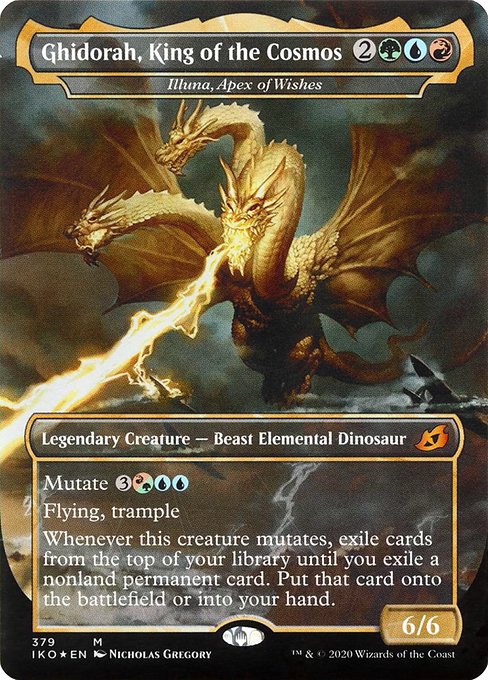 Ghidorah, King of the Cosmos 2
Illuna, Apex of Wishes
Legendary Creature — Beast Elemental Dinosaur
Mutate 3
Flying, trample
Whenever this creature mutates, exile cards
from the top of your library until you exile a
nonland permanent card. Put that card onto
the battlefield or into your hand.
6/6
379 M
IKO★EN Nicholas Gregory
™ & © 2020 Wizards of the Coast